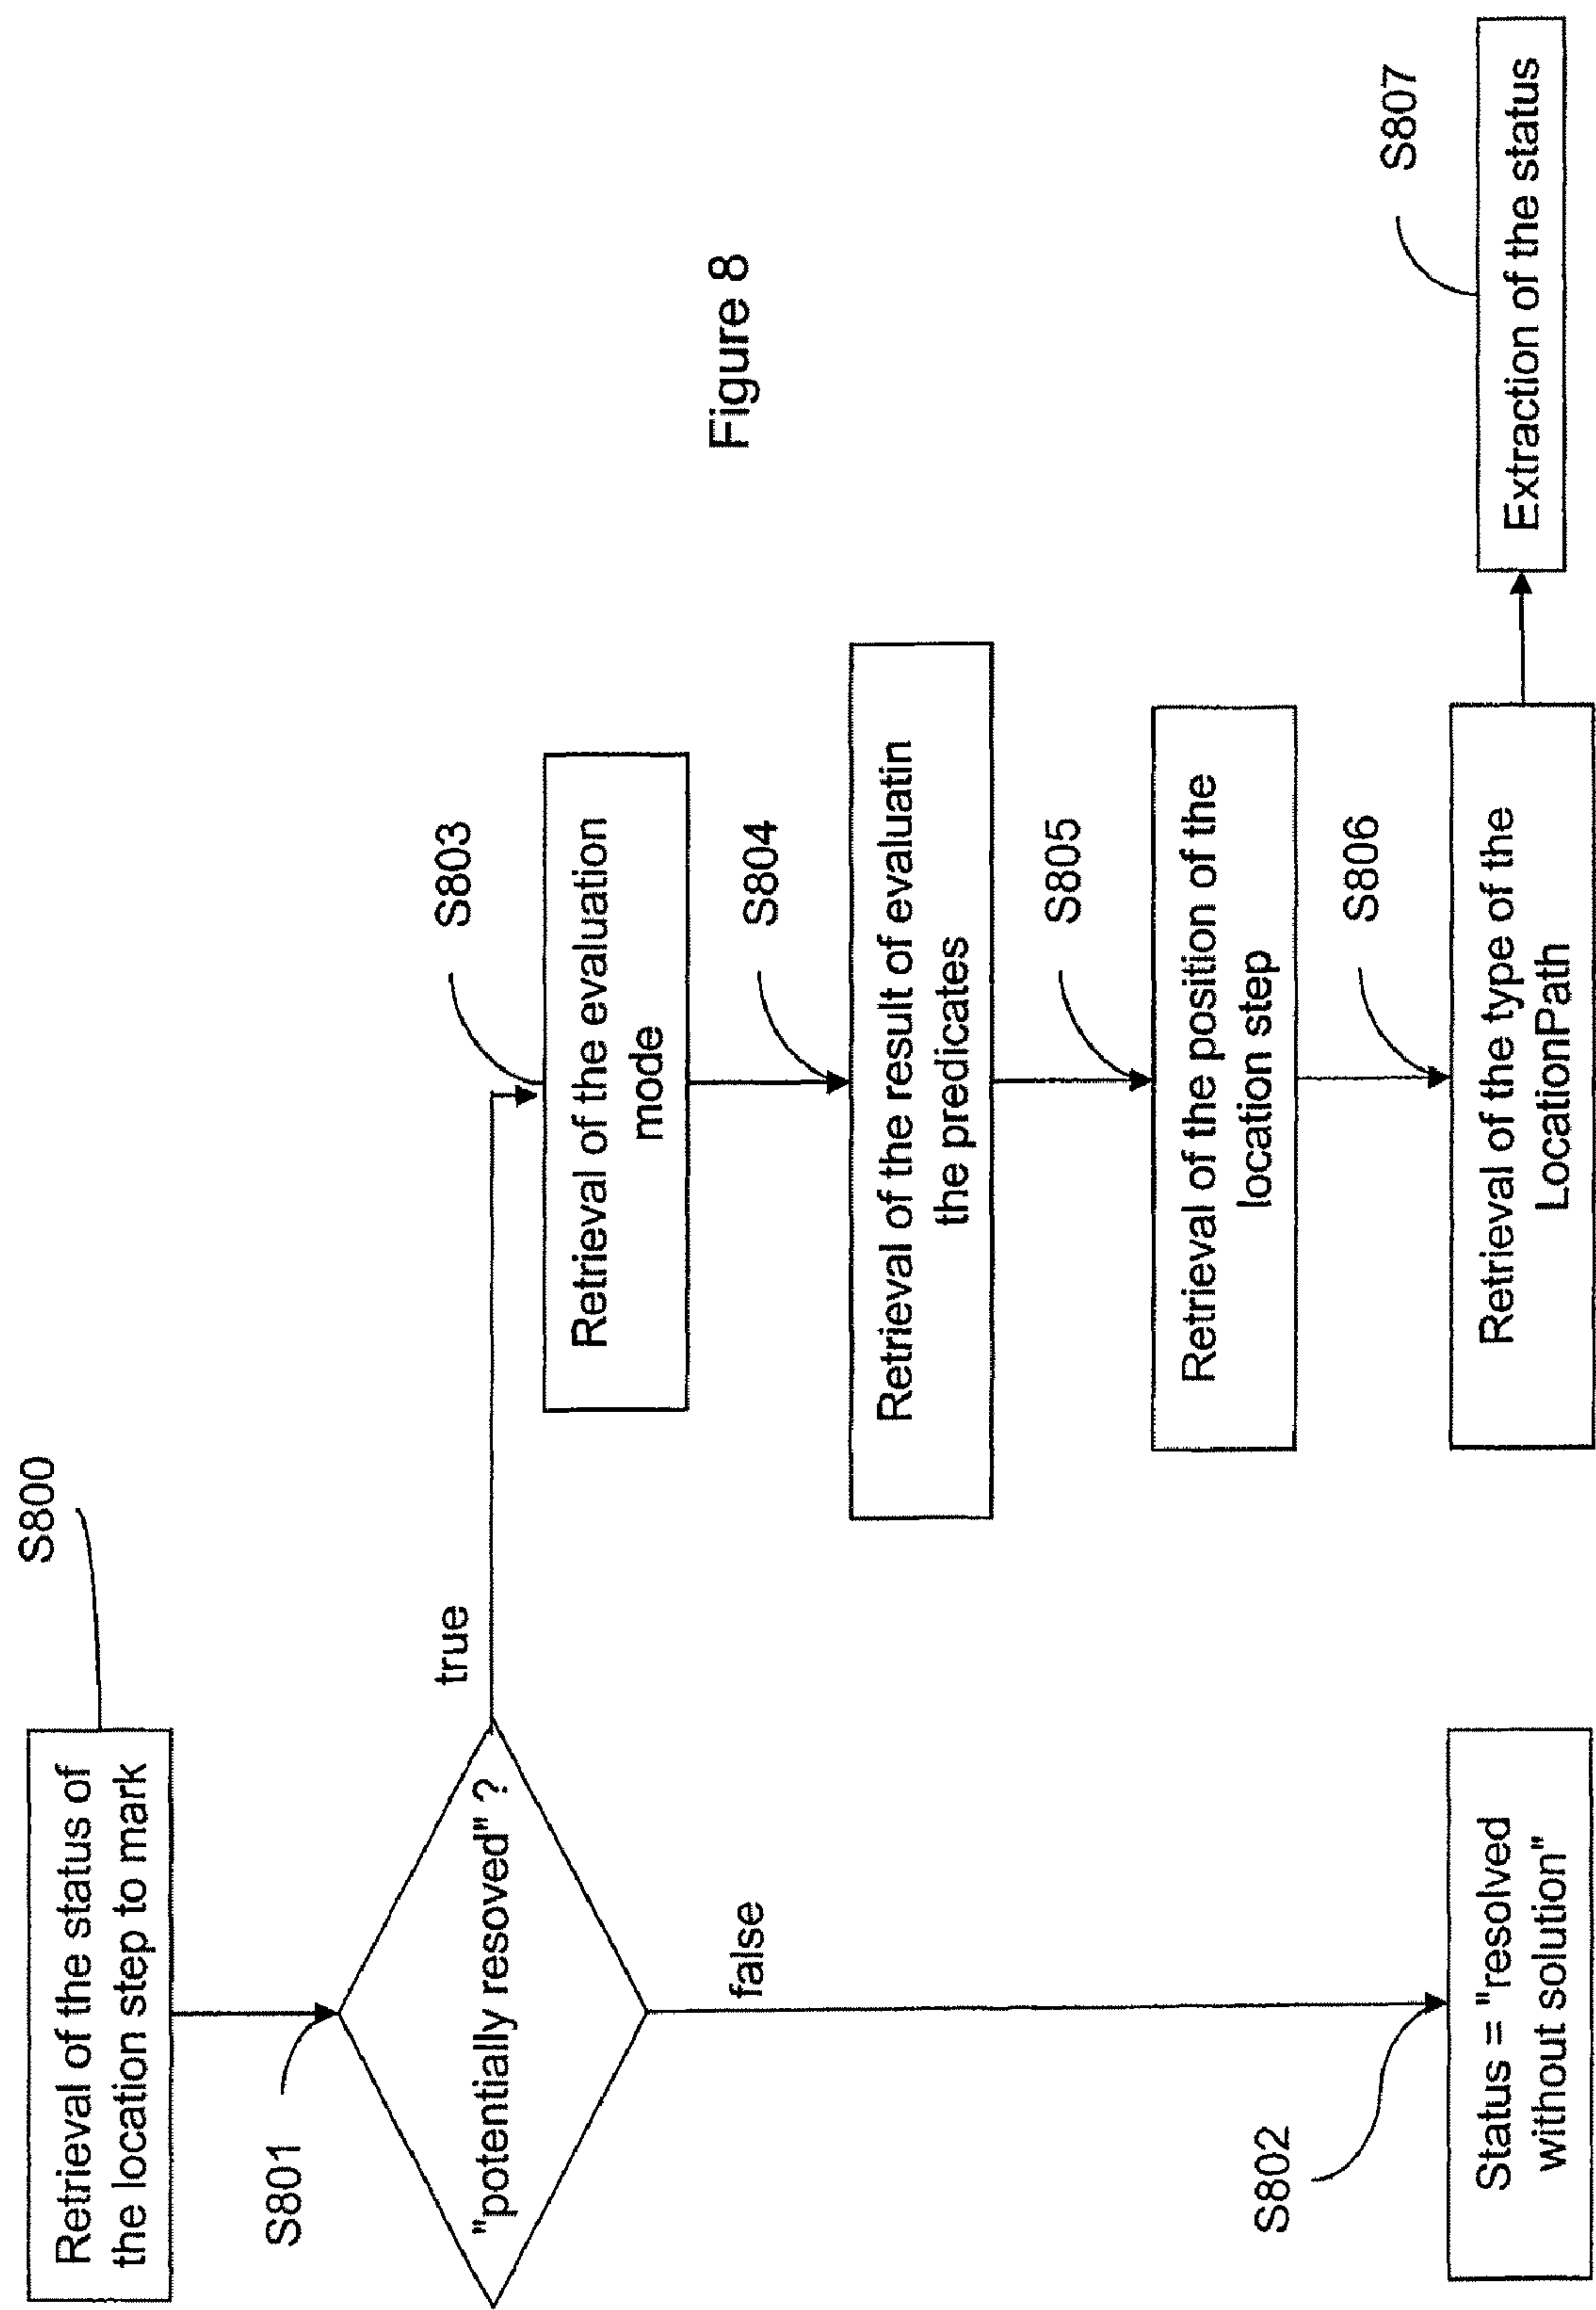 S800
Retrieval of the status of
the location step to mark
S801
"potentially resoved" ?
true
false
S802
Status = "resolved
without solution"
S803
Retrieval of the evaluation
mode
S804
Retrieval of the result of evaluatin
the predicates
S805
Retrieval of the position of the
location step
S806
Retrieval of the type of the
LocationPath
S807
Extraction of the status
Figure 8